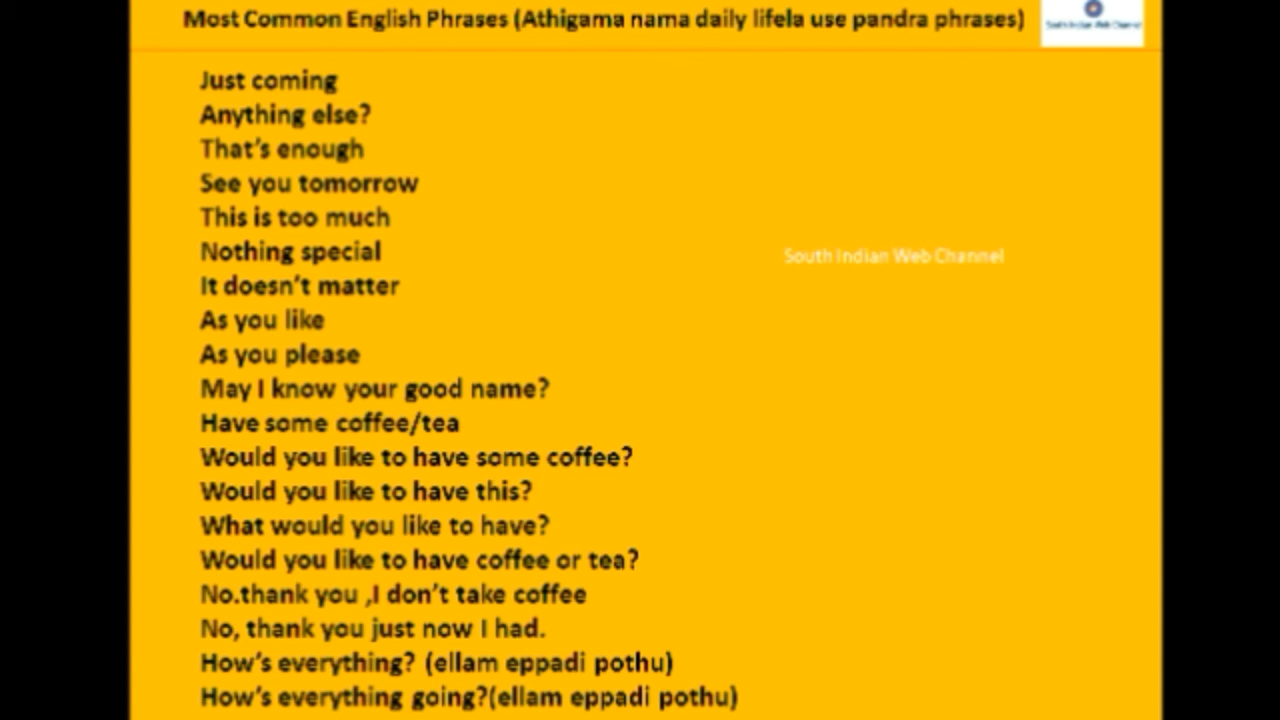 Most Common English Phrases (Athigama nama daily lifela use pandra phrases)
South Indian Web Channel
Just coming
Anything else?
That's enough
See you tomorrow
This is too much
Nothing special
South Indian Web Channel
It doesn't matter
As you like
As you please
May I know your good name?
Have some coffee/tea
Would you like to have some coffee?
Would you like to have this?
What would you like to have?
Would you like to have coffee or tea?
No.thank you ,I don't take coffee
No, thank you just now I had.
How's everything? (ellam eppadi pothu)
How's everything going?(ellam eppadi pothu)